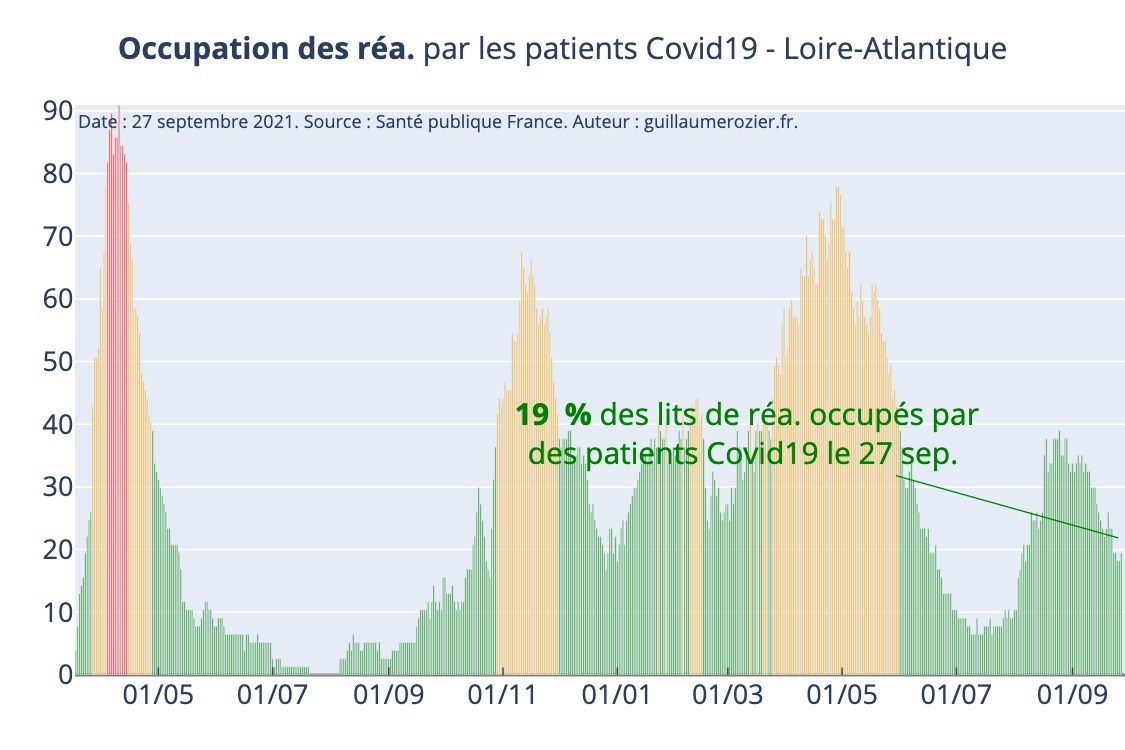 Occupation des réa. par les patients Covid19 - Loire-Atlantique
90
Date : 27 septembre 2021. Source : Santé publique France. Auteur : guillaumerozier.fr.
80
70
60
50
40
19 % des lits de réa. occupés par
des patients Covid19 le 27 sep.
30
20
10
0
01/05 01/07 01/09 01/11 01/01 01/03 01/05 01/07 01/09